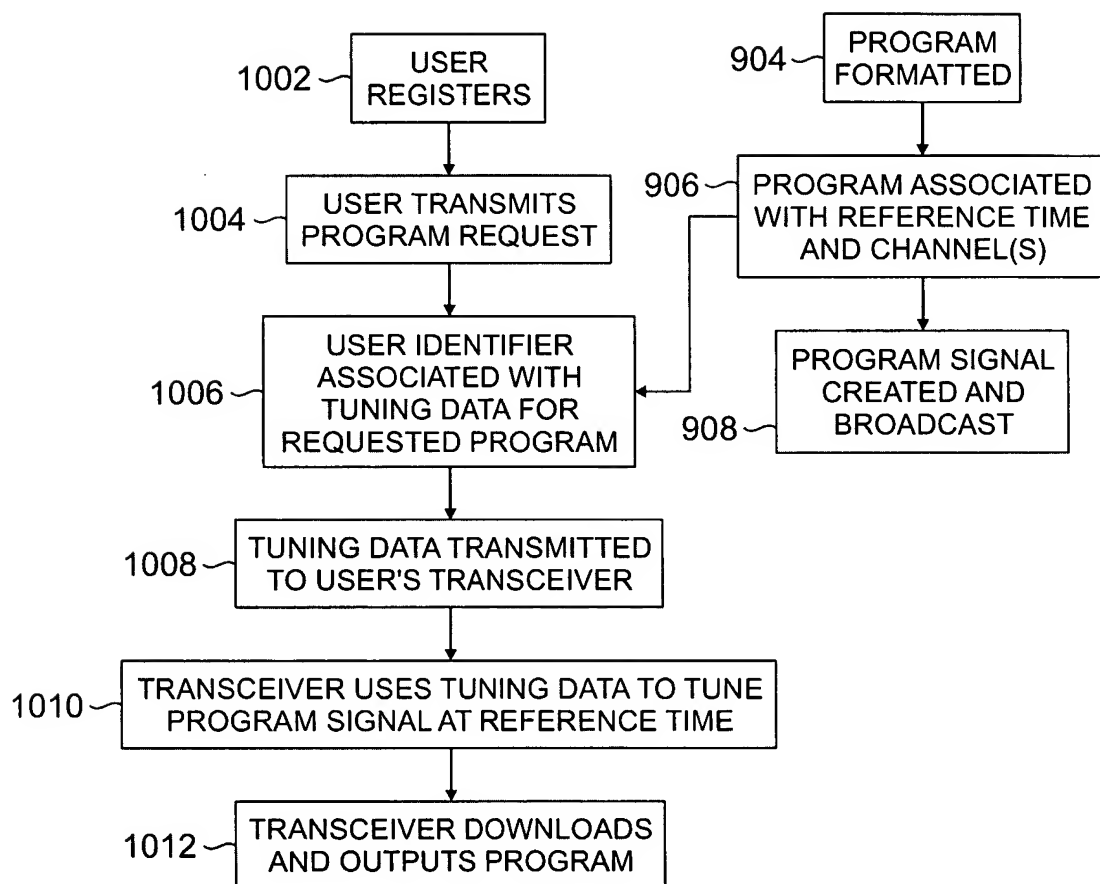 1002
USER
REGISTERS
1004
USER TRANSMITS
PROGRAM REQUEST
1006
USER IDENTIFIER
ASSOCIATED WITH
TUNING DATA FOR
REQUESTED PROGRAM
1008
TUNING DATA TRANSMITTED
TO USER'S TRANSCEIVER
1010
TRANSCEIVER USES TUNING DATA TO TUNE
PROGRAM SIGNAL AT REFERENCE TIME
1012
TRANSCEIVER DOWNLOADS
AND OUTPUTS PROGRAM
904
PROGRAM
FORMATTED
906
PROGRAM ASSOCIATED
WITH REFERENCE TIME
AND CHANNEL(S)
908
PROGRAM SIGNAL
CREATED AND
BROADCAST